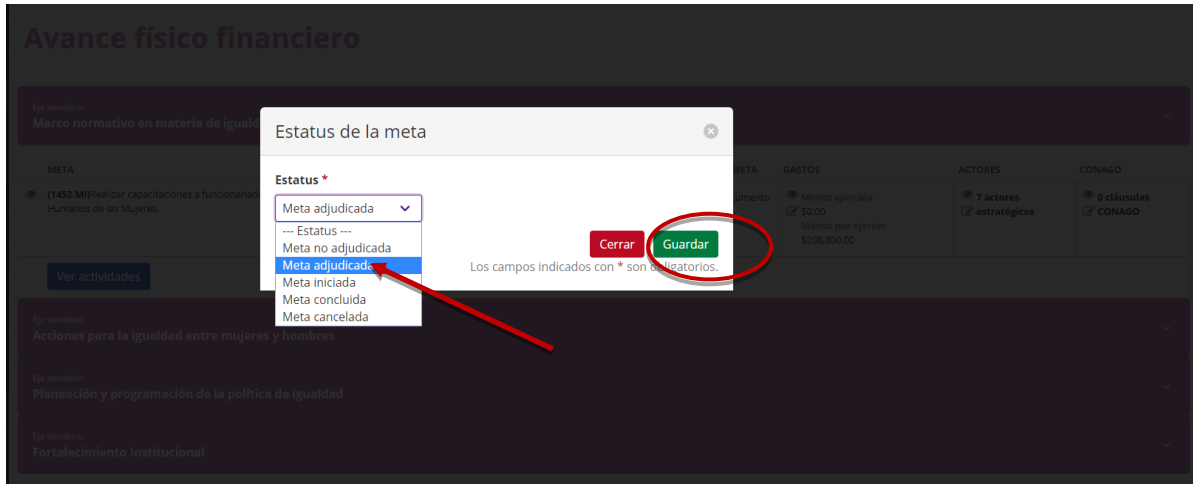 Avance físico financiero
Eje temático
Marco normativo en materia de iguald
Estatus de la meta
META
META
GASTOS
ACTORES
CONAGO
(1452.MI)Realizar capacitaciones a funcionariado
Humanos de las Mujeres.
Monto ejercido
$0.00
Monto por ejercer
$208,800.00
7 actores
estratégicos
0 cláusulas
CONAGO
Estatus *
Meta adjudicada
--- Estatus ---
Meta no adjudicada
Meta adjudicada
Meta iniciada
Meta concluida
Meta cancelada
Cerrar
Guardar
Los campos indicados con * son obligatorios.
Ver actividades
Eje temático
Acciones para la igualdad entre mujeres y hombres
Eje temático
Planeación y programación de la política de igualdad
Eje temático
Fortalecimiento Institucional